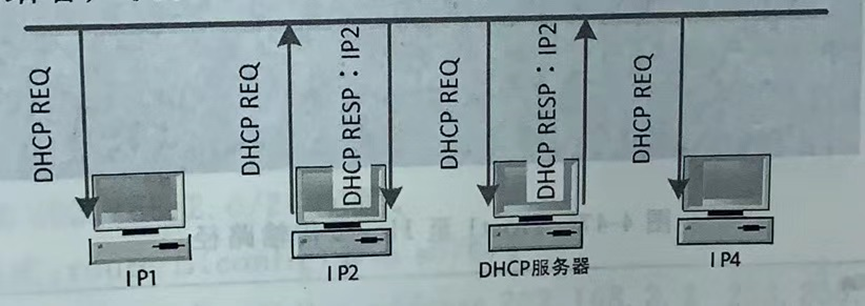 DHCP REQ
DHCP REQ
DHCP RESP：IP2
DHCP REQ
DHCP RESP：IP2
DHCP REQ
IP1
IP2
DHCP服务器
IP4